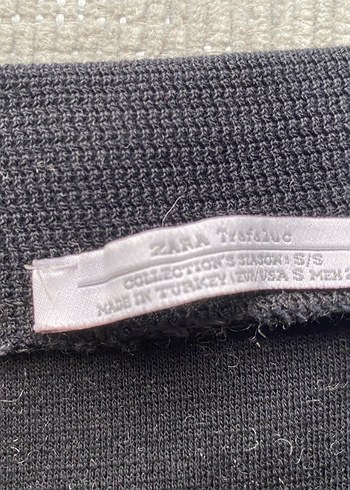 ZARA Trafaluc
COLLECTION'S SEASON: S/S
MADE IN TURKEY EUR/USA S MEX